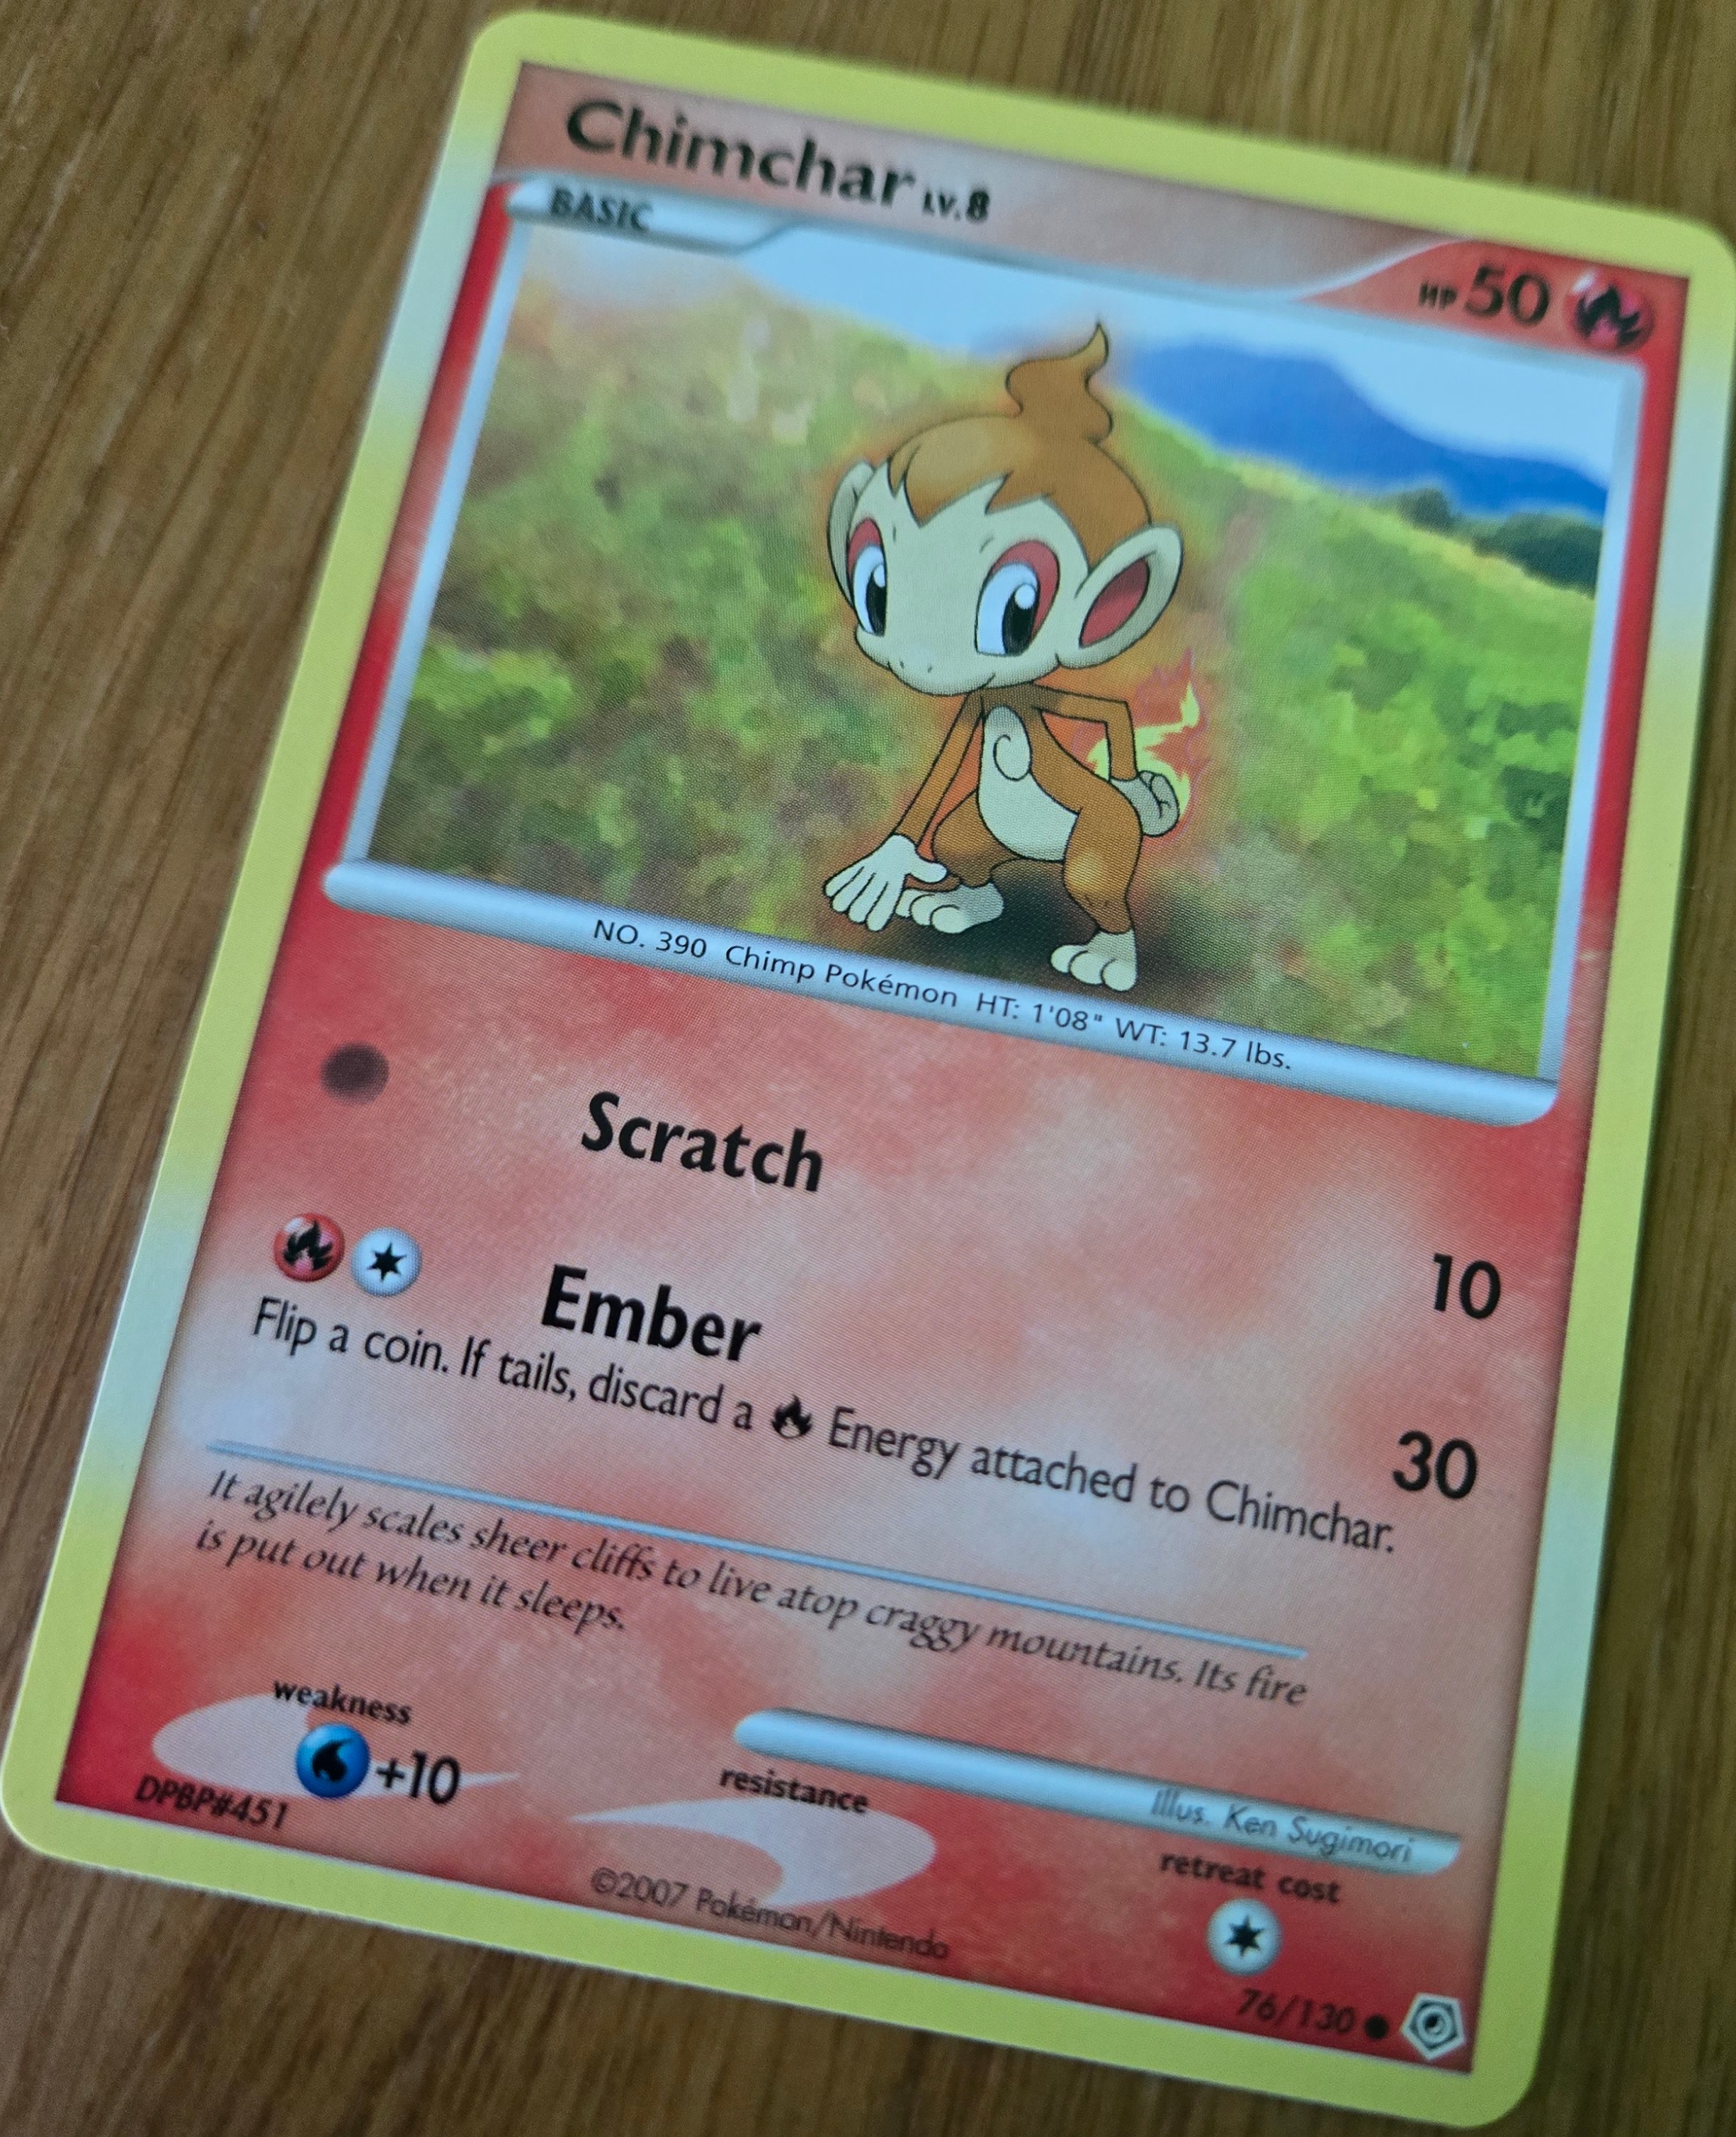 Chimchar LV.8
BASIC
HP 50
NO. 390 Chimp Pokémon HT: 1'08" WT: 13.7 lbs.
Scratch
10
Ember
30
Flip a coin. If tails, discard a Energy attached to Chimchar.
It agilely scales sheer cliffs to live atop craggy mountains. Its fire
is put out when it sleeps.
weakness
+10
resistance
Illus. Ken Sugimori
retreat cost
DPBP#451
©2007 Pokémon/Nintendo
76/130